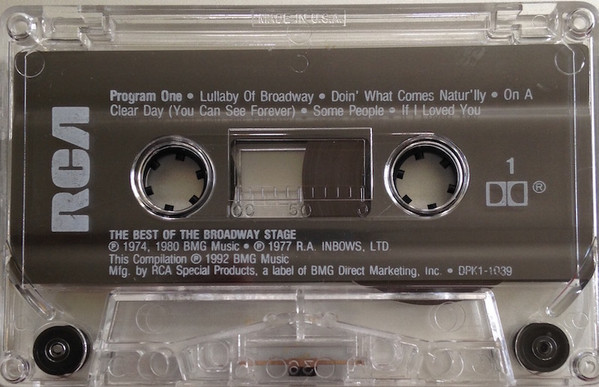 MADE IN U.S.A.
RCA
Program One • Lullaby Of Broadway • Doin' What Comes Natur'lly • On A
Clear Day (You Can See Forever) • Some People • If I Loved You
1
®
100 50 0
THE BEST OF THE BROADWAY STAGE
℗ 1974, 1980 BMG Music • ℗ 1977 R.A. INBOWS, LTD
This Compilation ℗ 1992 BMG Music
Mfg. by RCA Special Products, a label of BMG Direct Marketing, Inc. • DPK1-1039